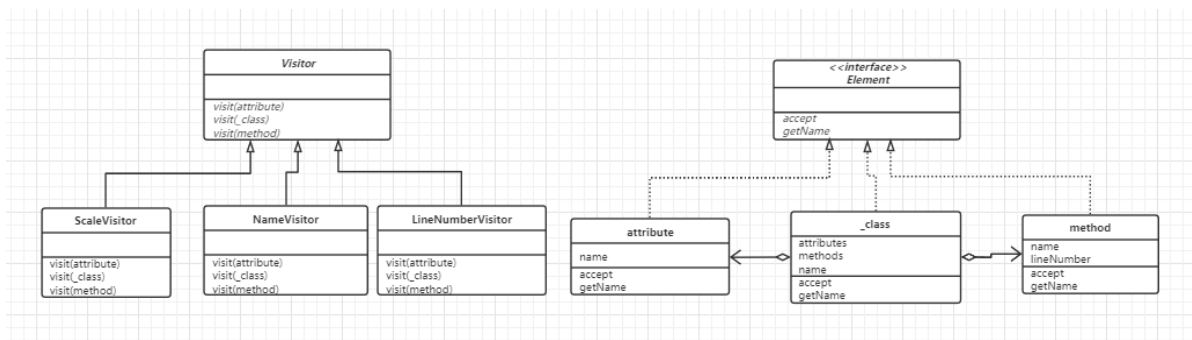 Visitor
visit(attribute)
visit(_class)
visit(method)
<<interface>>
Element
accept
getName
ScaleVisitor
visit(attribute)
visit(_class)
visit(method)
NameVisitor
visit(attribute)
visit(_class)
visit(method)
LineNumberVisitor
visit(attribute)
visit(_class)
visit(method)
attribute
name
accept
getName
_class
attributes
methods
name
accept
getName
method
name
lineNumber
accept
getName